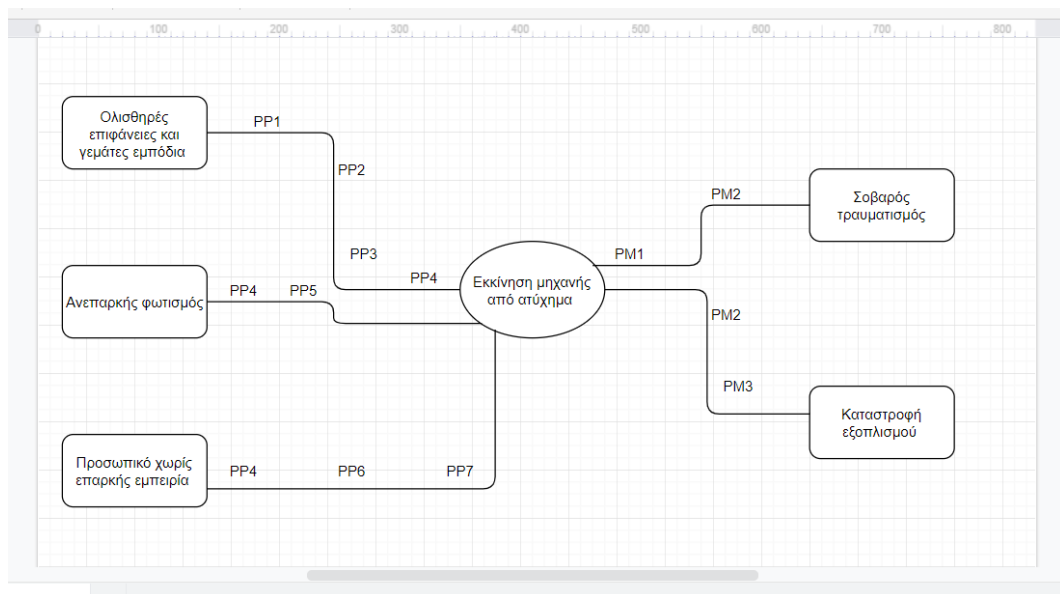 0 100 200 300 400 500 600 700 800
Ολισθηρές
επιφάνειες και
γεμάτες εμπόδια
PP1
PP2
PP3
PP4
Ανεπαρκής φωτισμός
PP4 PP5
Προσωπικό χωρίς
επαρκής εμπειρία
PP4 PP6 PP7
Εκκίνηση μηχανής
από ατύχημα
PM1
PM2
Σοβαρός
τραυματισμός
PM2
PM3
Καταστροφή
εξοπλισμού